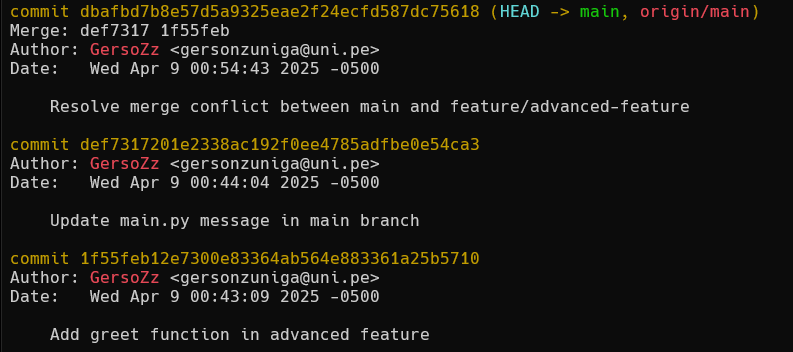 commit dbafbd7b8e57d5a9325eae2f24ecfd587dc75618 (HEAD -> main, origin/main)
Merge: def7317 1f55feb
Author: GersoZz <gersonzuniga@uni.pe>
Date:   Wed Apr 9 00:54:43 2025 -0500
    Resolve merge conflict between main and feature/advanced-feature
commit def7317201e2338ac192f0ee4785adfbe0e54ca3
Author: GersoZz <gersonzuniga@uni.pe>
Date:   Wed Apr 9 00:44:04 2025 -0500
    Update main.py message in main branch
commit 1f55feb12e7300e83364ab564e883361a25b5710
Author: GersoZz <gersonzuniga@uni.pe>
Date:   Wed Apr 9 00:43:09 2025 -0500
    Add greet function in advanced feature